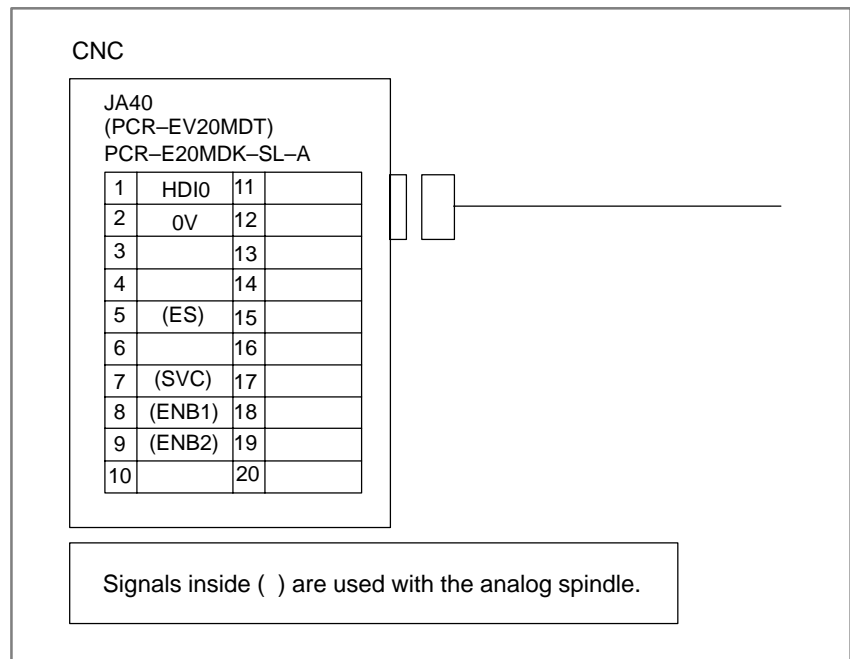 CNC
JA40
(PCR–EV20MDT)
PCR–E20MDK–SL–A
1 HDI0 11
2 0V 12
3 13
4 14
5 (ES) 15
6 16
7 (SVC) 17
8 (ENB1) 18
9 (ENB2) 19
10 20
Signals inside ( ) are used with the analog spindle.